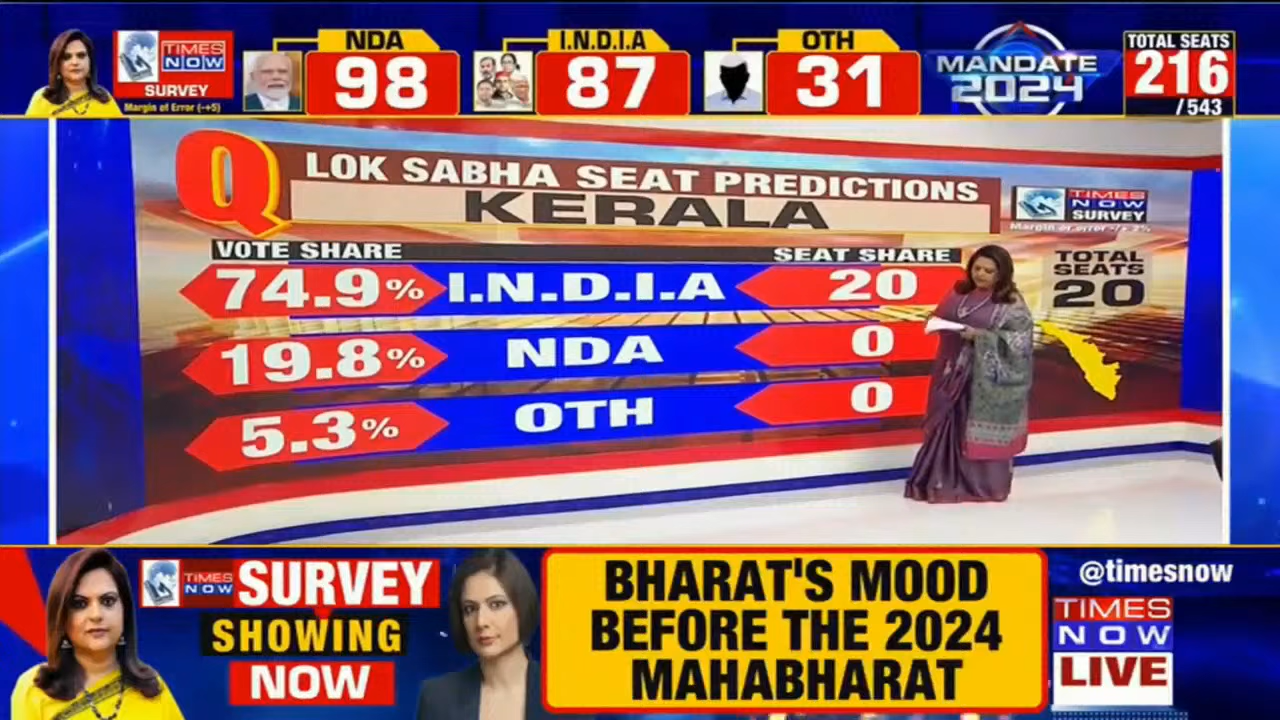 TIMES
NOW
SURVEY
Margin of Error (-+5)
NDA
98
I.N.D.I.A
87
OTH
31
MANDATE
2024
TOTAL SEATS
216
/543
Q
LOK SABHA SEAT PREDICTIONS
KERALA
TIMES
NOW
SURVEY
VOTE SHARE
SEAT SHARE
TOTAL
SEATS
20
74.9% I.N.D.I.A 20
19.8% NDA 0
5.3% OTH 0
TIMES
NOW
SURVEY
SHOWING
NOW
BHARAT'S MOOD
BEFORE THE 2024
MAHABHARAT
@timesnow
TIMES
NOW
LIVE